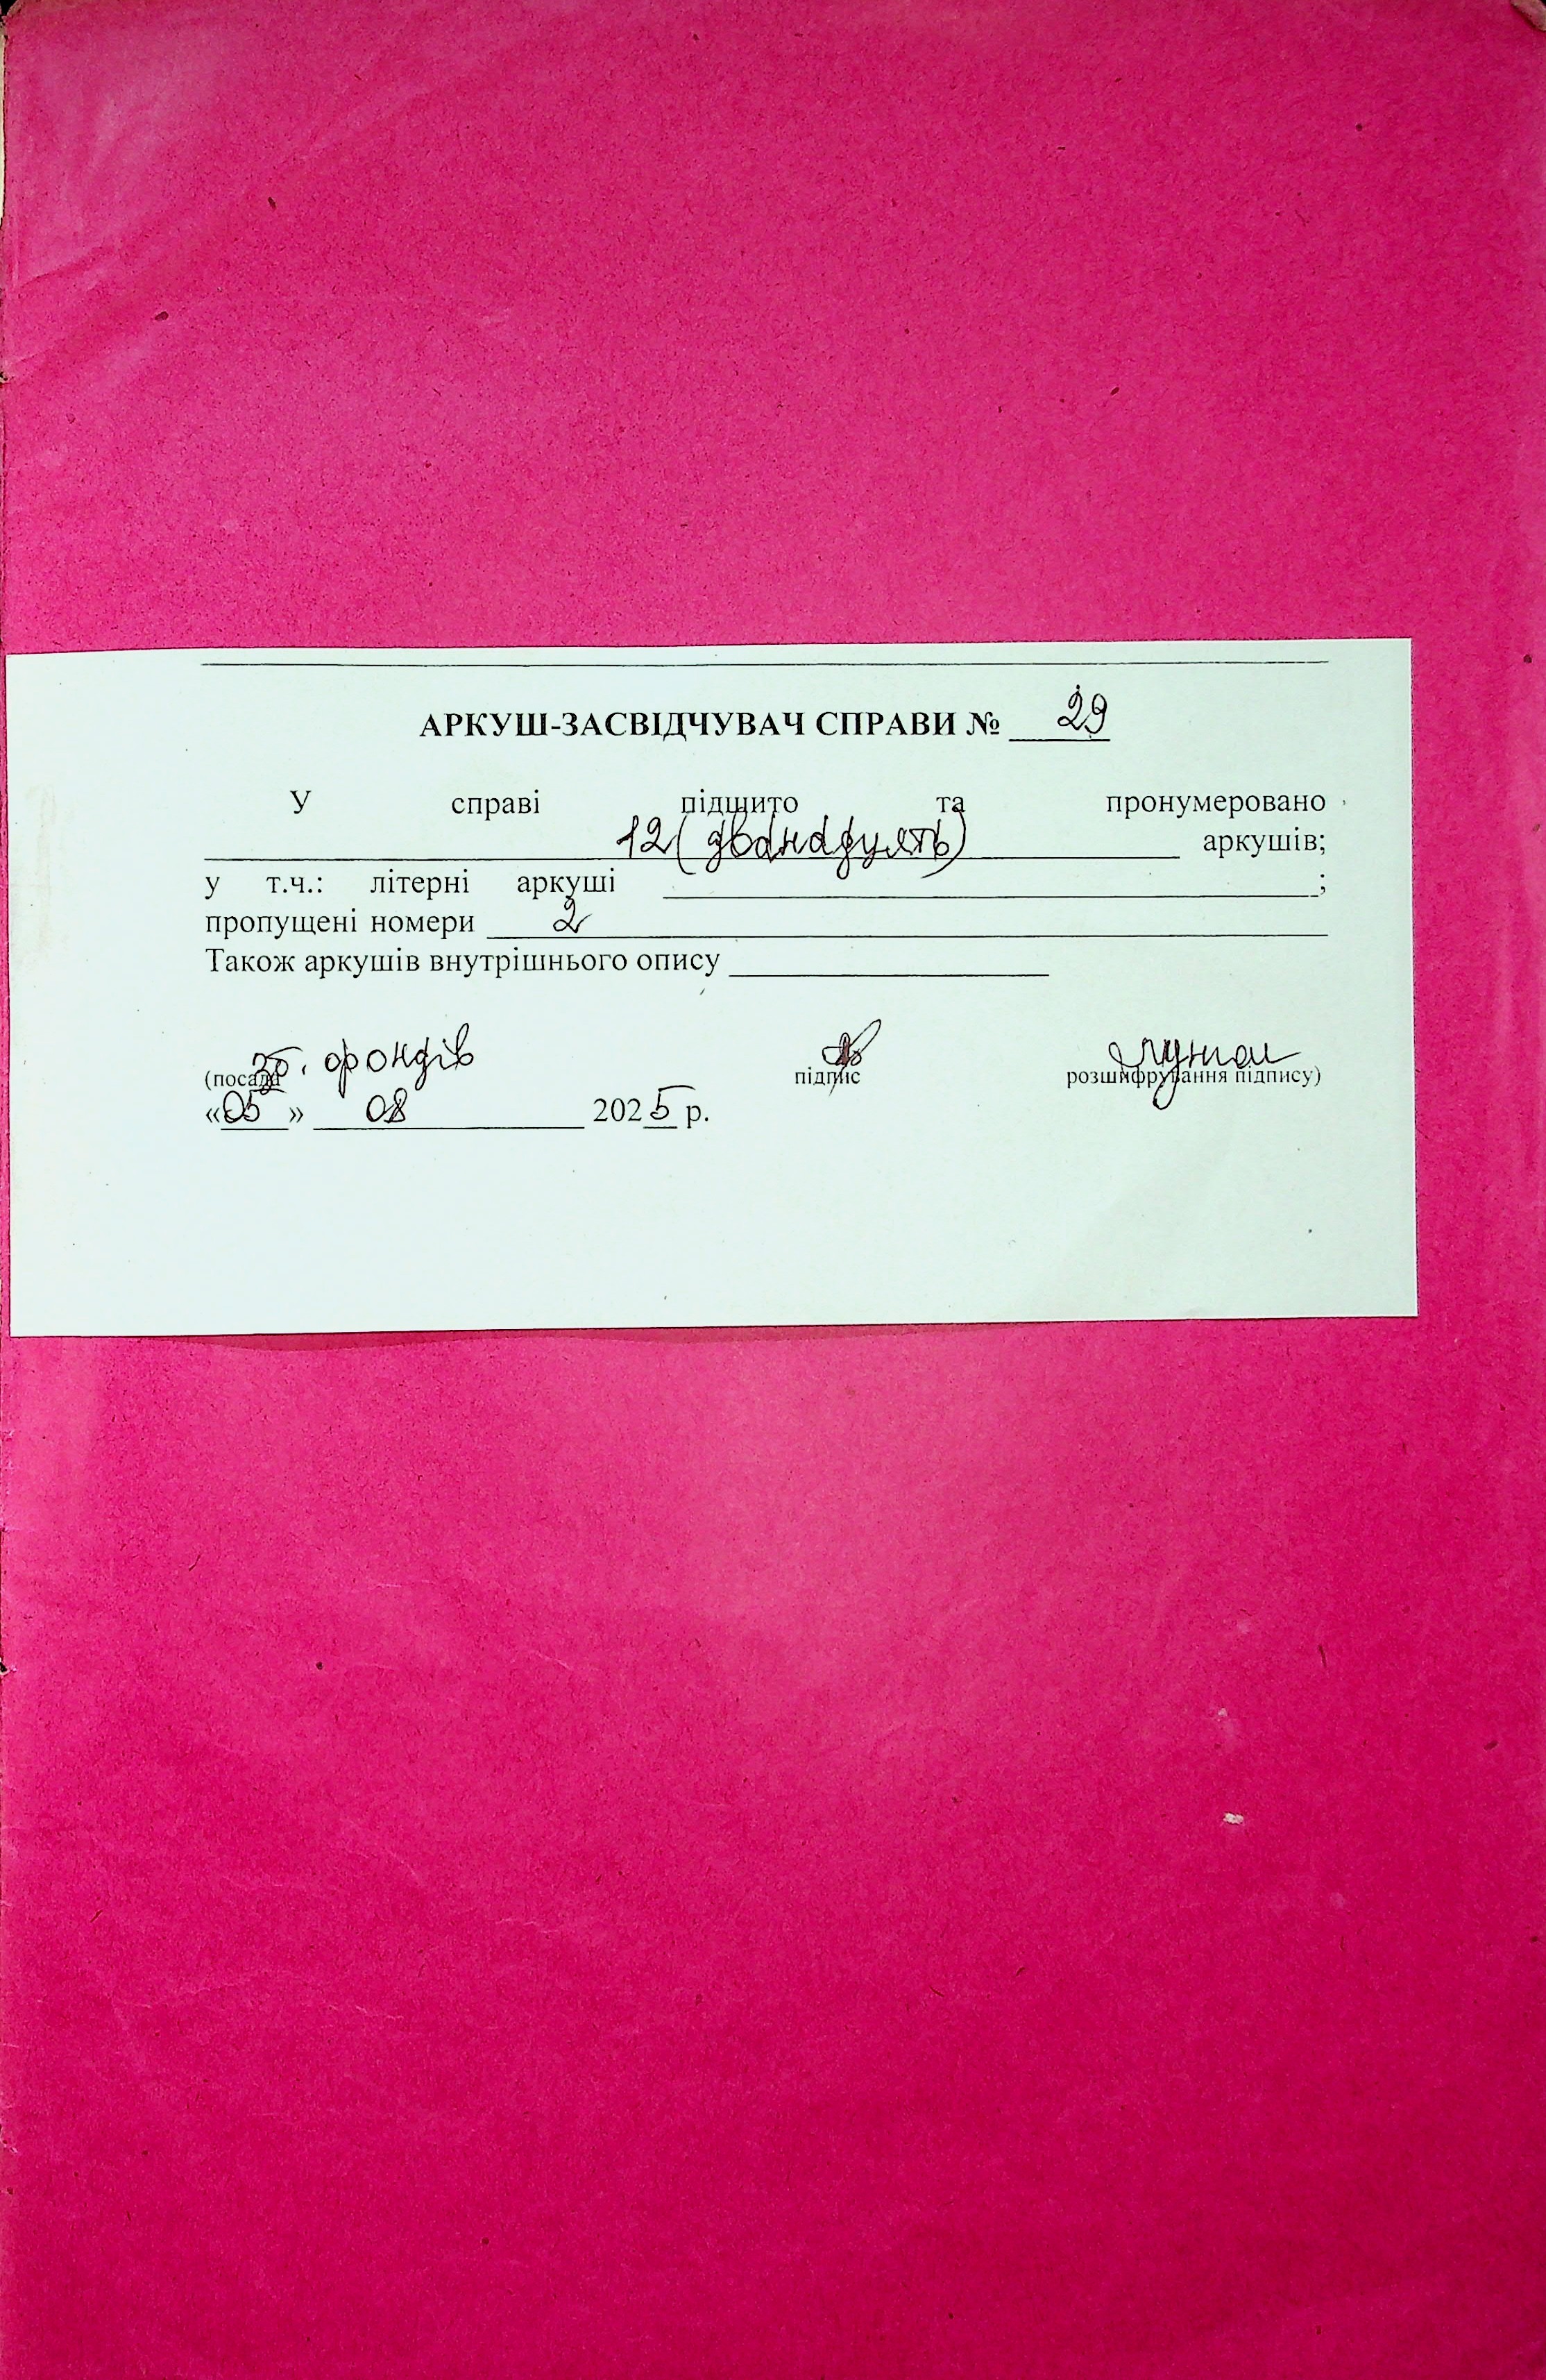 АРКУШ-ЗАСВІДЧУВАЧ СПРАВИ № 29
У справі підшито та пронумеровано
12 (дванадцять) аркушів;
у т.ч.: літерні аркуші ;
пропущені номери 2
Також аркушів внутрішнього опису
зб. фондів
(посада підпис розшифрування підпису)
«05» 08 2025 р.